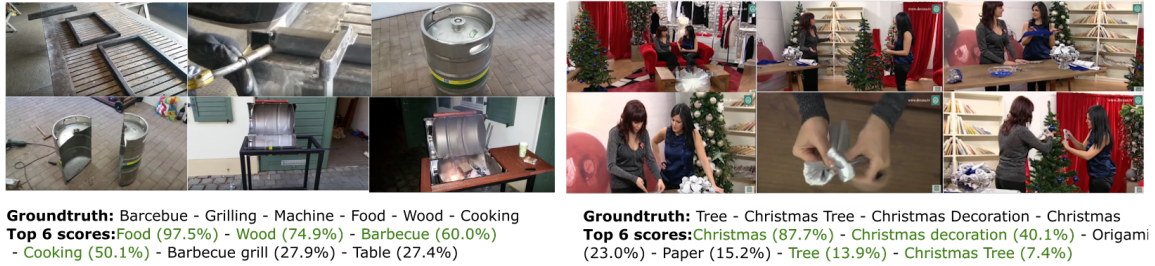 Groundtruth: Barcebue - Grilling - Machine - Food - Wood - Cooking
Top 6 scores:Food (97.5%) - Wood (74.9%) - Barbecue (60.0%)
- Cooking (50.1%) - Barbecue grill (27.9%) - Table (27.4%)
Groundtruth: Tree - Christmas Tree - Christmas Decoration - Christmas
Top 6 scores:Christmas (87.7%) - Christmas decoration (40.1%) - Origami
(23.0%) - Paper (15.2%) - Tree (13.9%) - Christmas Tree (7.4%)